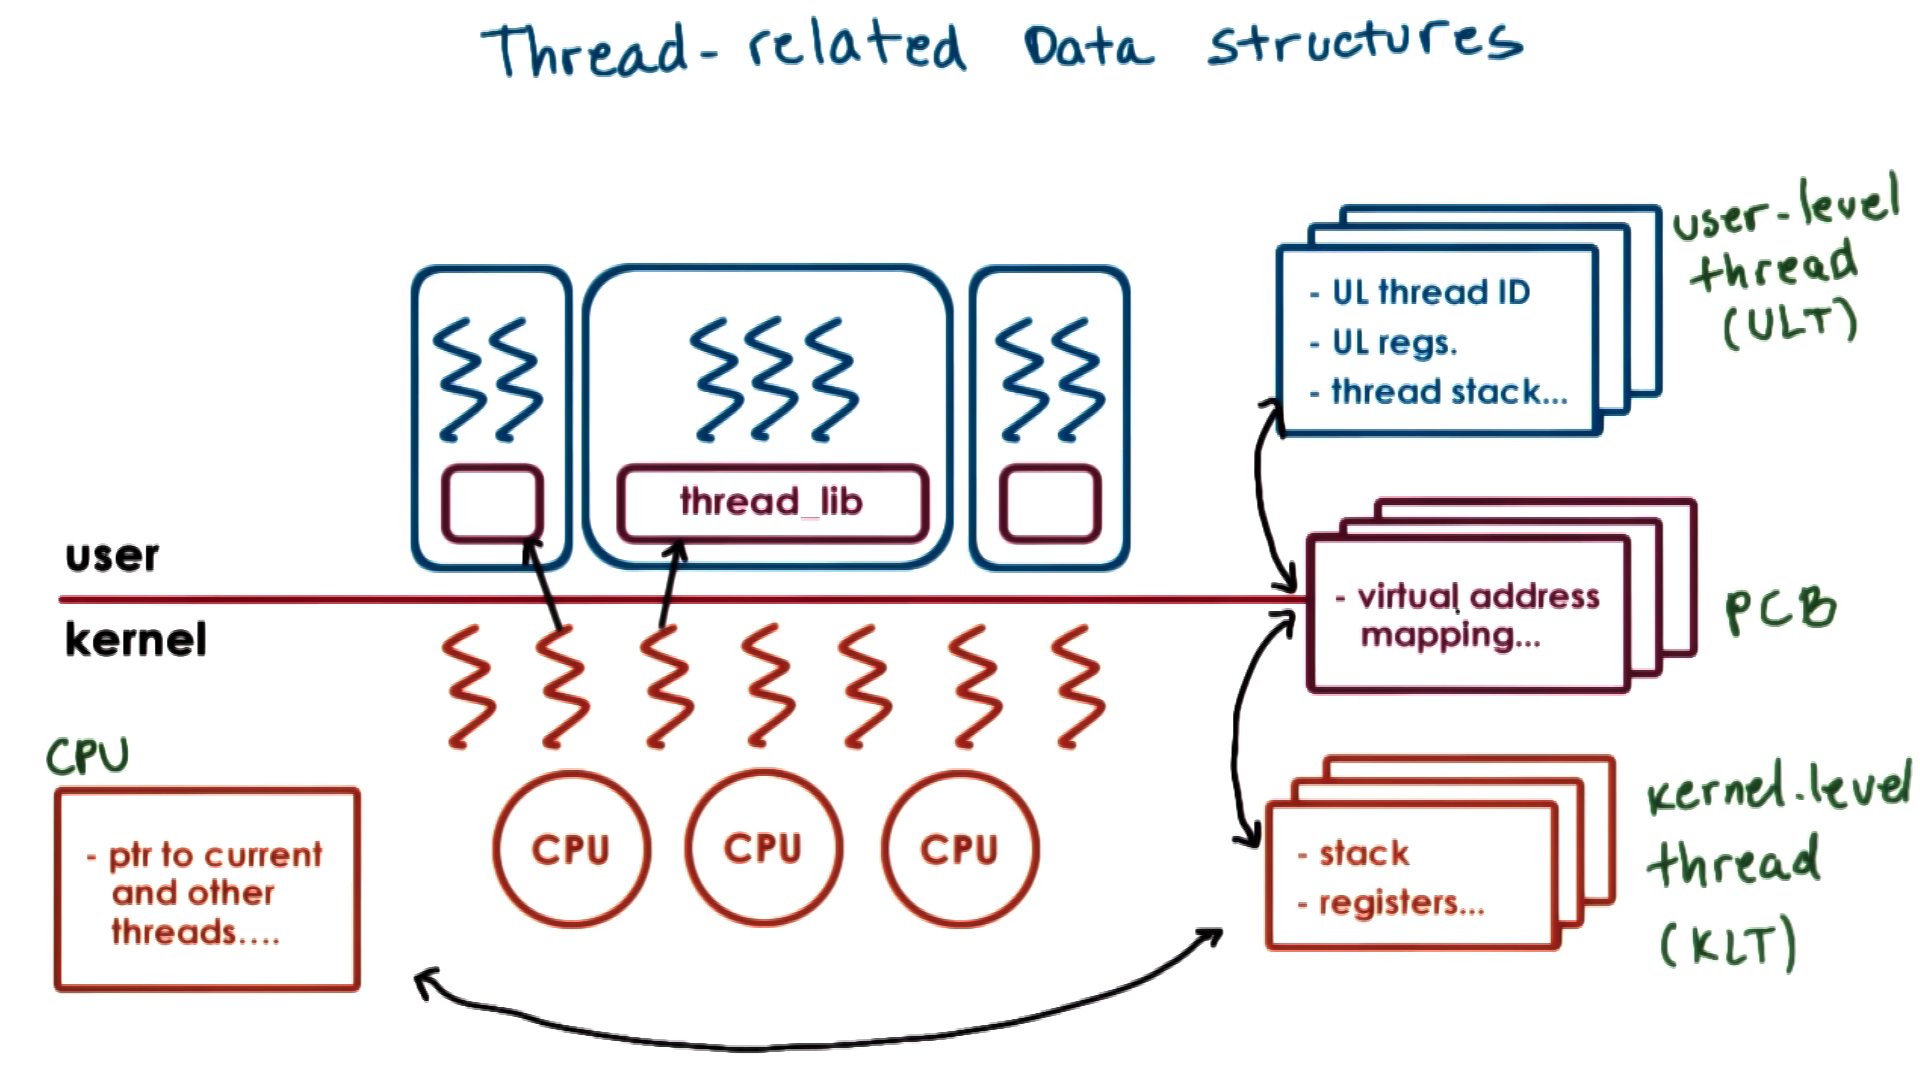 Thread-related Data structures
user-level
thread
(ULT)
- UL thread ID
- UL regs.
- thread stack...
thread_lib
user
kernel
- virtual address
mapping...
PCB
CPU
- ptr to current
and other
threads....
CPU
CPU
CPU
- stack
- registers...
kernel-level
thread
(KLT)